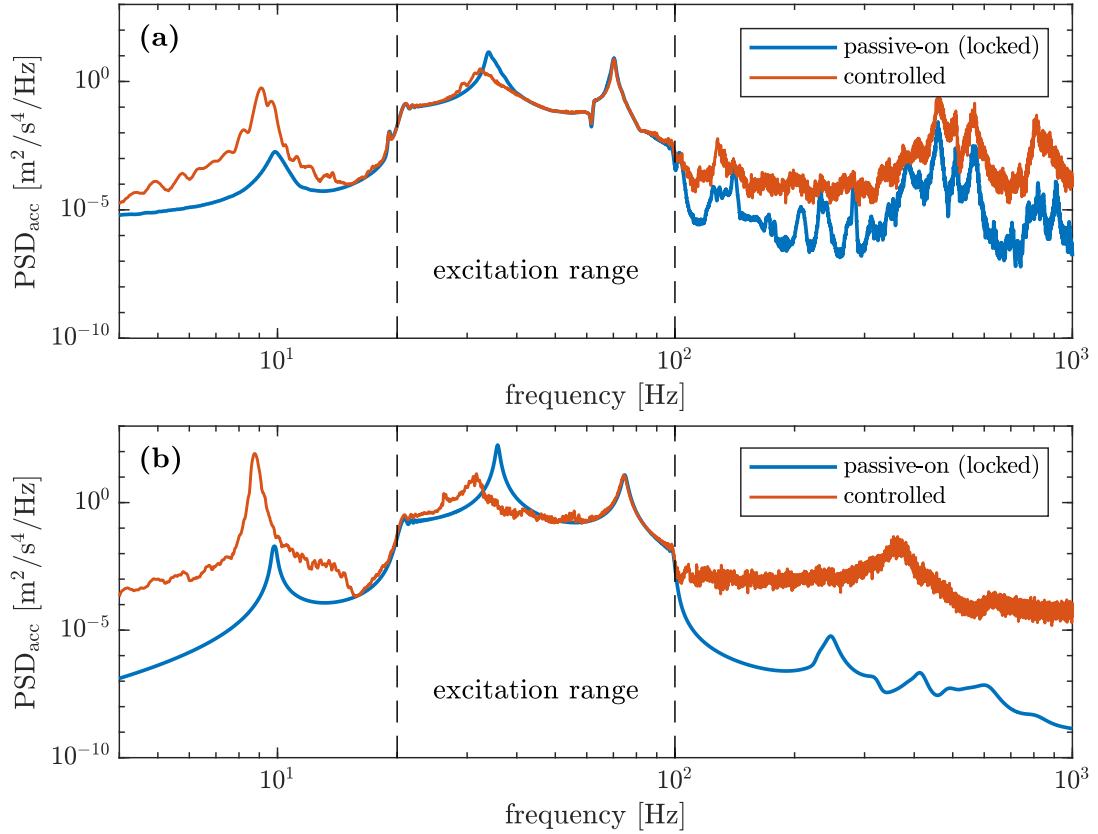 (a)
passive-on (locked)
controlled
10^0
10^-5
10^-10
PSD_acc [m^2/s^4/Hz]
excitation range
10^1
10^2
10^3
frequency [Hz]
(b)
passive-on (locked)
controlled
10^0
10^-5
10^-10
PSD_acc [m^2/s^4/Hz]
excitation range
10^1
10^2
10^3
frequency [Hz]